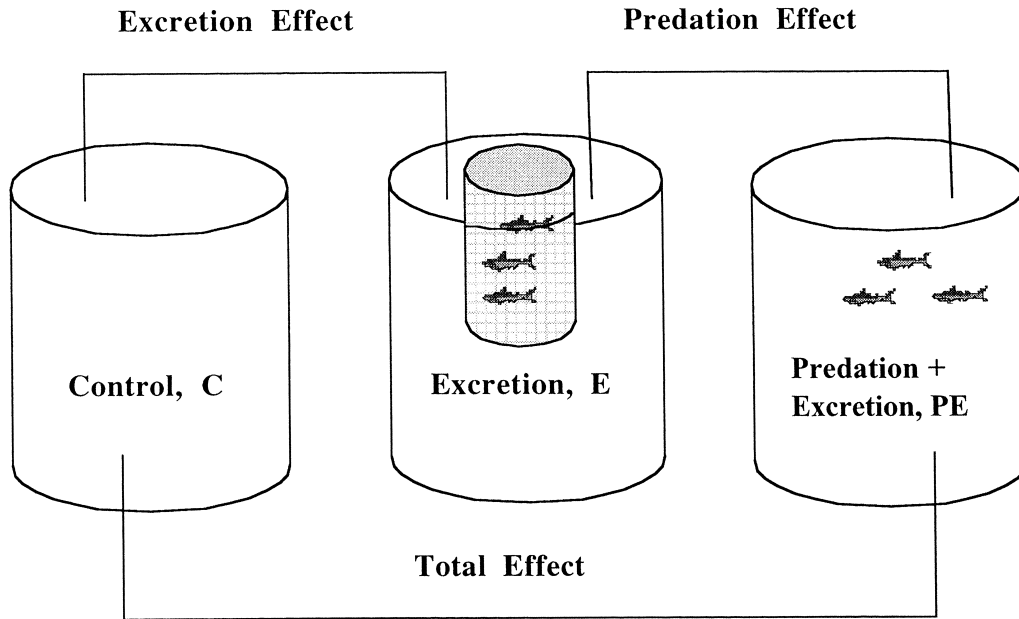 Excretion Effect
Predation Effect
Control, C
Excretion, E
Predation +
Excretion, PE
Total Effect